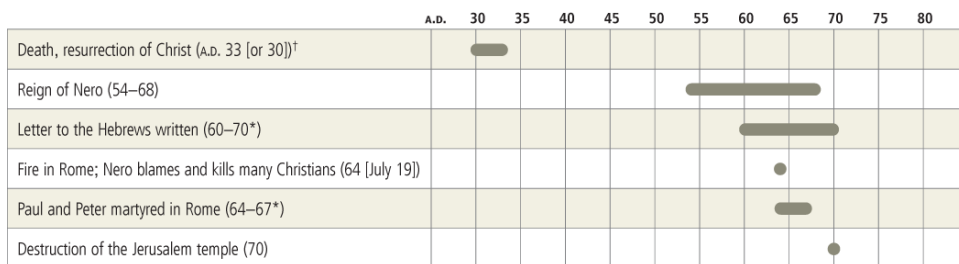 A.D. 30 35 40 45 50 55 60 65 70 75 80
Death, resurrection of Christ (A.D. 33 [or 30])†
Reign of Nero (54–68)
Letter to the Hebrews written (60–70*)
Fire in Rome; Nero blames and kills many Christians (64 [July 19])
Paul and Peter martyred in Rome (64–67*)
Destruction of the Jerusalem temple (70)